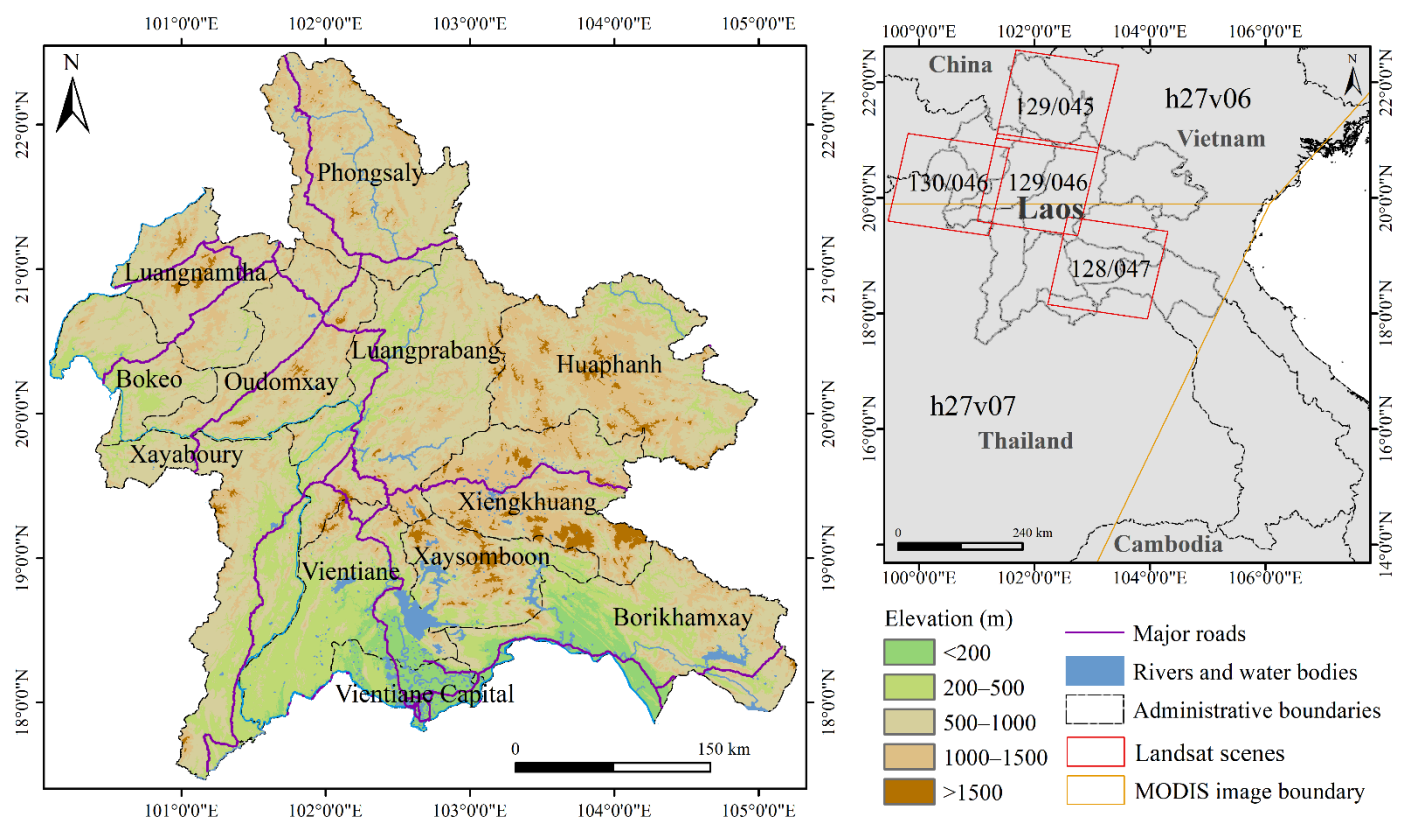 101°0'0"E 102°0'0"E 103°0'0"E 104°0'0"E 105°0'0"E
N
22°0'0"N
21°0'0"N
20°0'0"N
19°0'0"N
18°0'0"N
Phongsaly
Luangnamtha
Luangprabang
Huaphanh
Bokeo
Oudomxay
Xayaboury
Xiengkhuang
Xaysomboon
Vientiane
Borikhamxay
Vientiane Capital
0 150 km
22°0'0"N
21°0'0"N
20°0'0"N
19°0'0"N
18°0'0"N
101°0'0"E 102°0'0"E 103°0'0"E 104°0'0"E 105°0'0"E
100°0'0"E 102°0'0"E 104°0'0"E 106°0'0"E
N
22°0'0"N
20°0'0"N
18°0'0"N
16°0'0"N
China
129/045
h27v06
Vietnam
130/046
129/046
Laos
128/047
h27v07
Thailand
0 240 km
Cambodia
22°0'0"N
20°0'0"N
18°0'0"N
16°0'0"N
14°0'0"N
100°0'0"E 102°0'0"E 104°0'0"E 106°0'0"E
Elevation (m)
<200
200–500
500–1000
1000–1500
>1500
Major roads
Rivers and water bodies
Administrative boundaries
Landsat scenes
MODIS image boundary